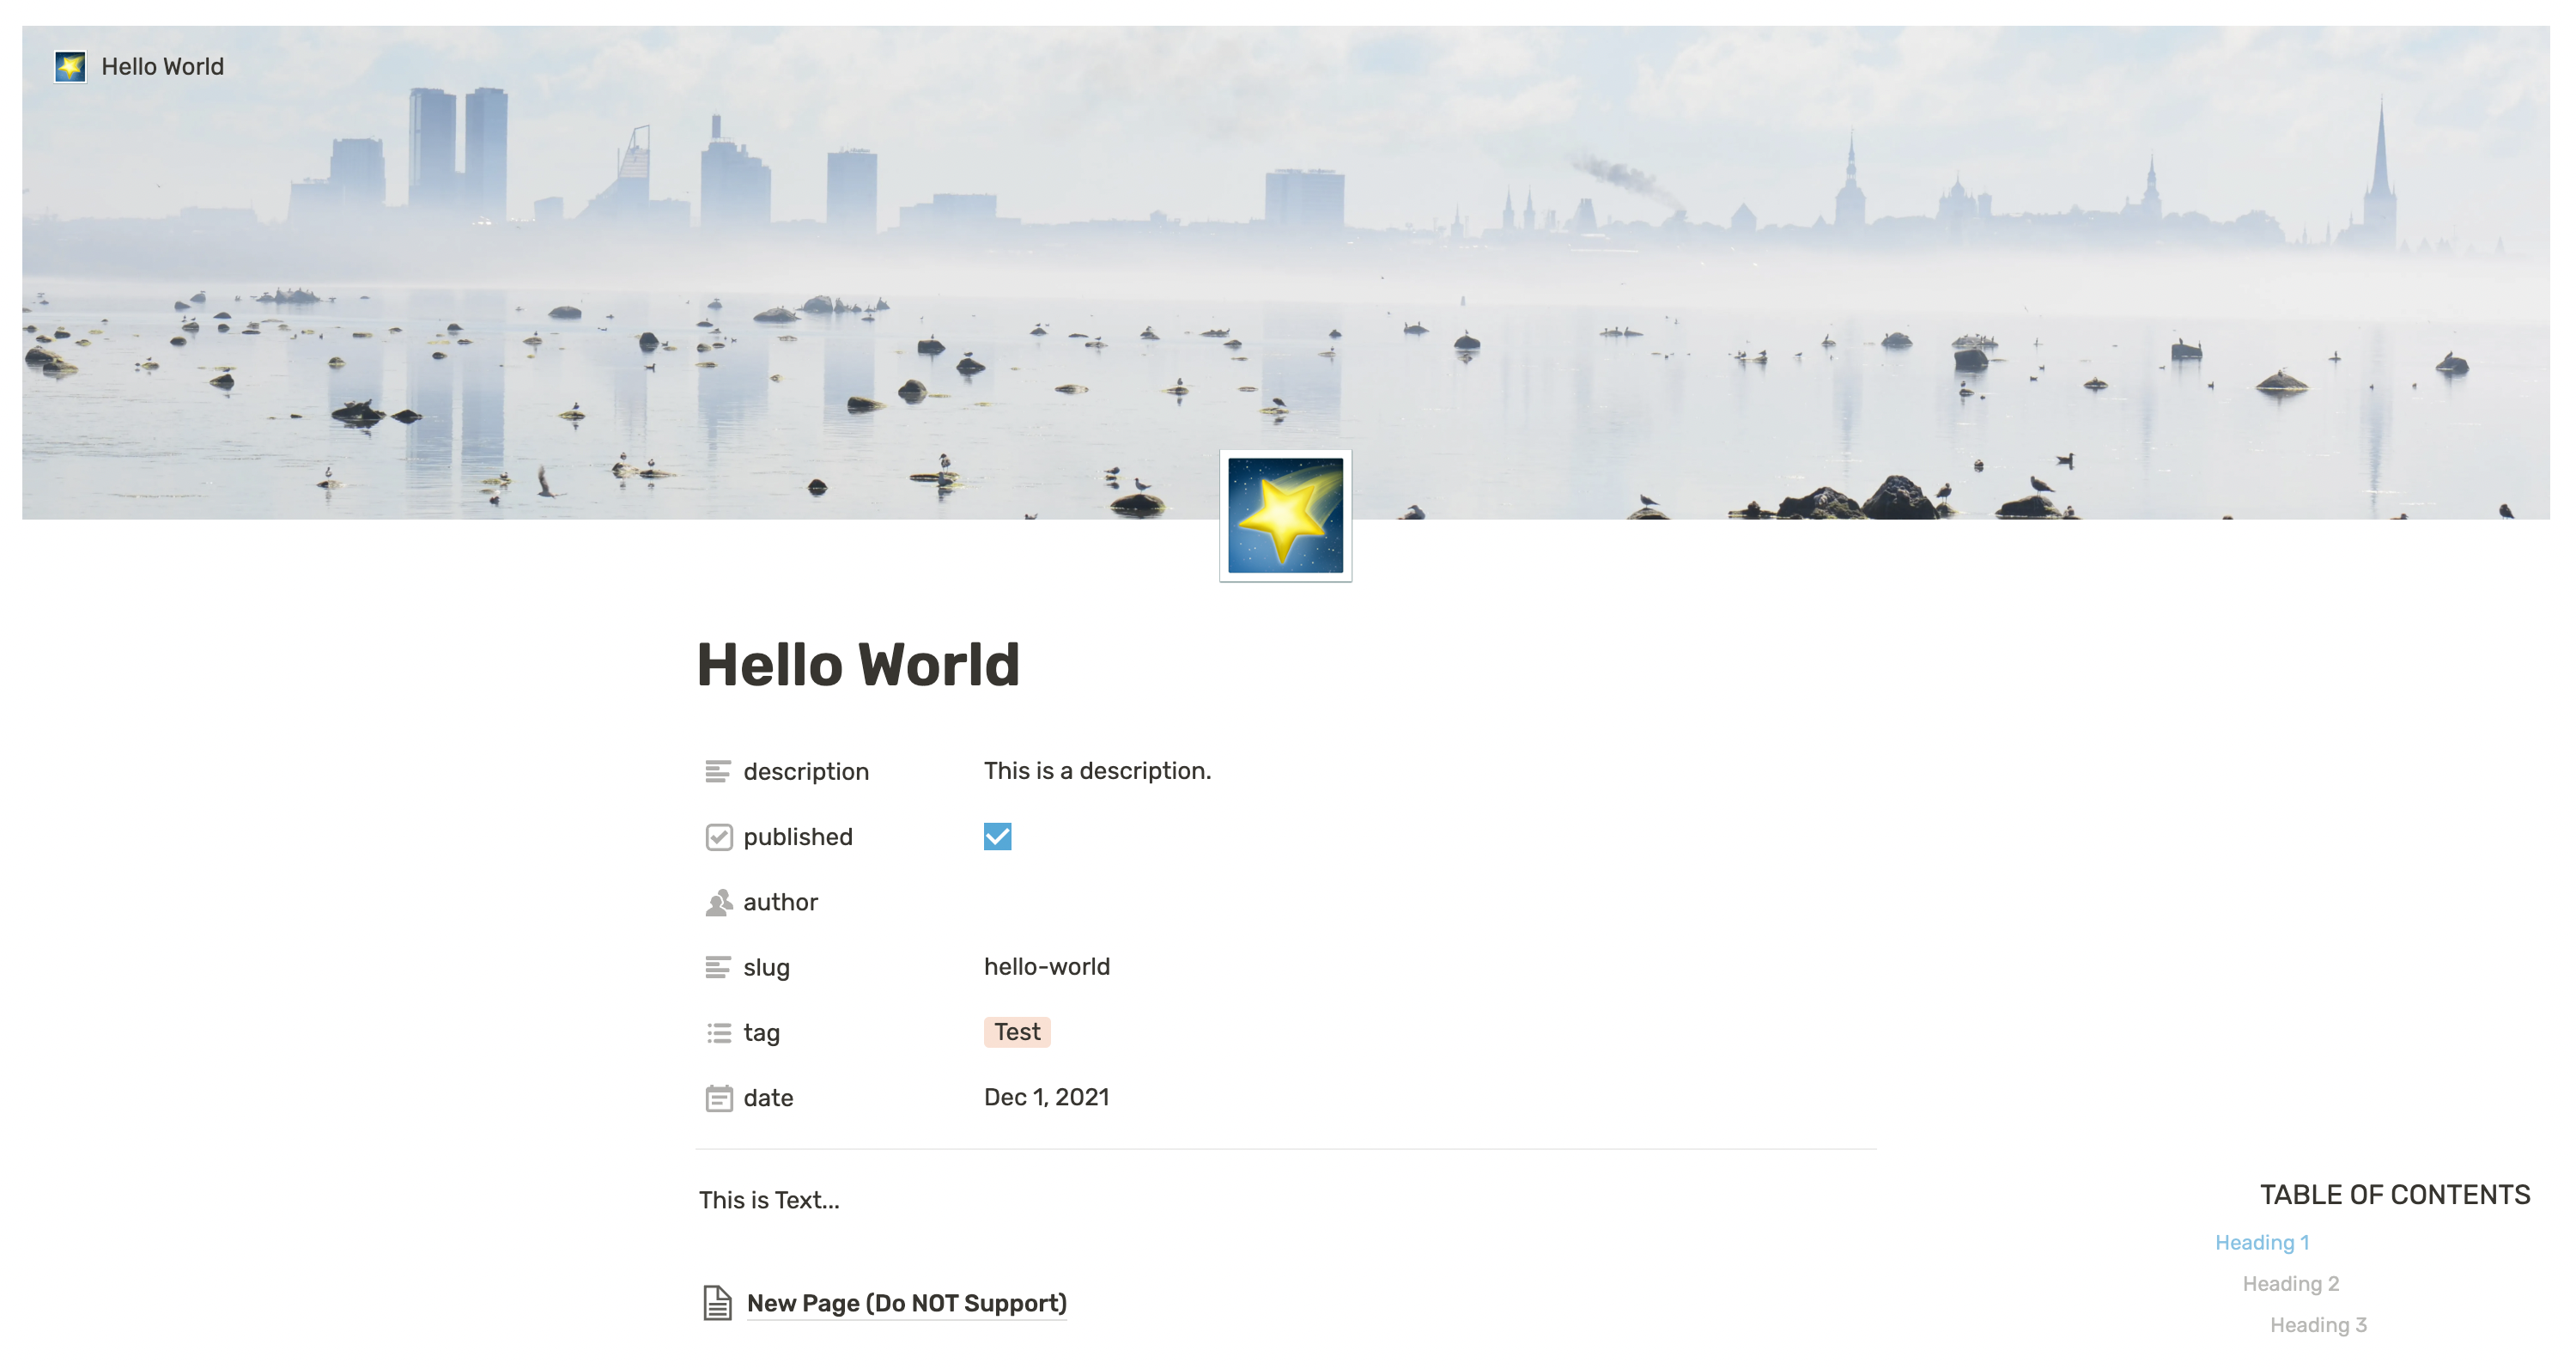 Hello World
Hello World
description This is a description.
published
author
slug hello-world
tag Test
date Dec 1, 2021
This is Text...
TABLE OF CONTENTS
Heading 1
Heading 2
Heading 3
New Page (Do NOT Support)